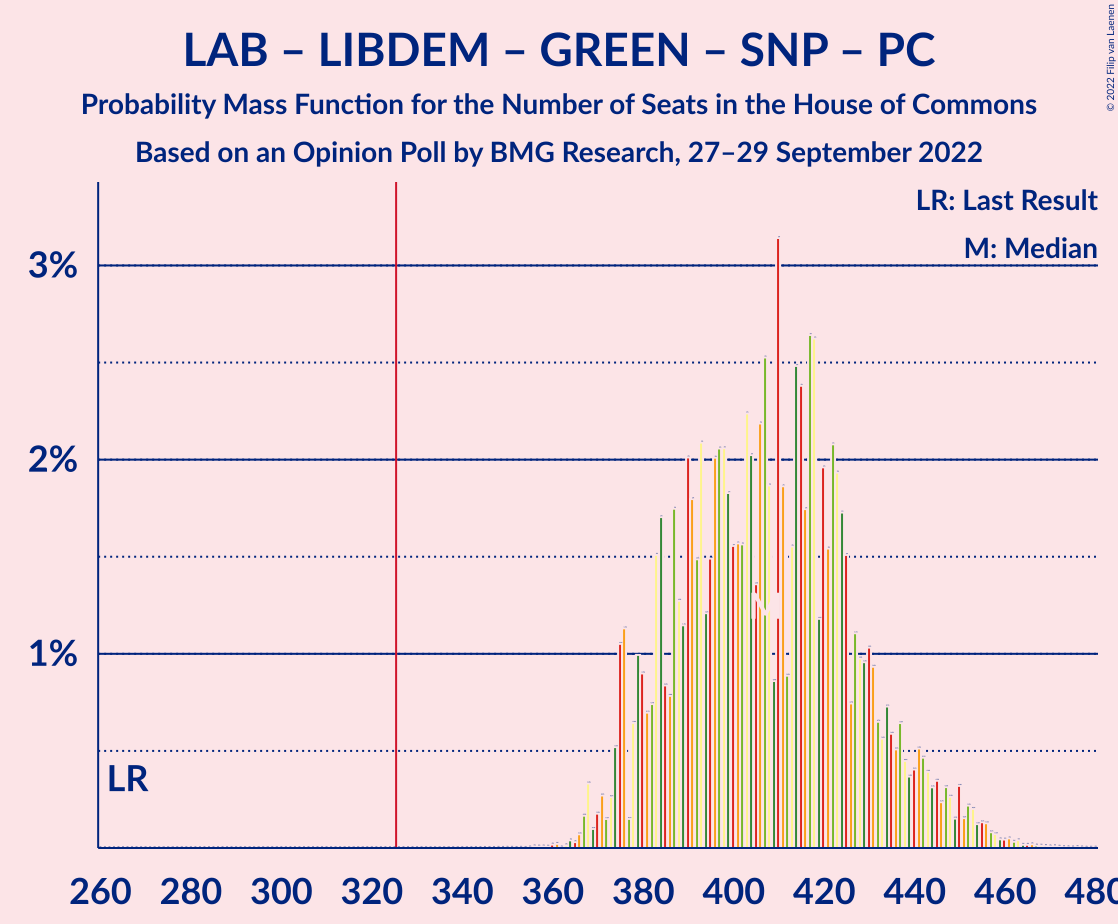 LAB – LIBDEM – GREEN – SNP – PC
Probability Mass Function for the Number of Seats in the House of Commons
Based on an Opinion Poll by BMG Research, 27–29 September 2022
© 2022 Filip van Laenen
LR: Last Result
M: Median
3%
2%
1%
LR
M
260 280 300 320 340 360 380 400 420 440 460 480